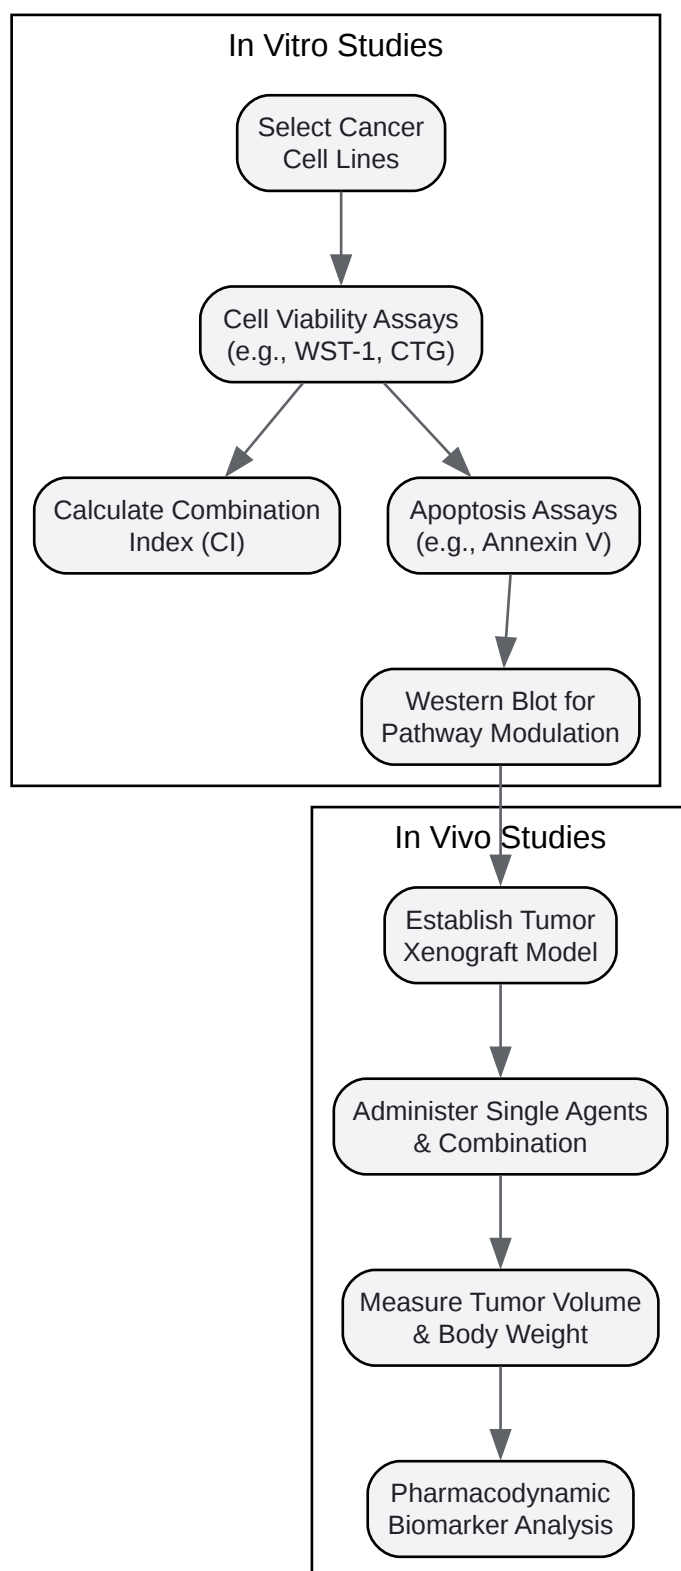 In Vitro Studies
Select Cancer
Cell Lines
Cell Viability Assays
(e.g., WST-1, CTG)
Calculate Combination
Index (CI)
Apoptosis Assays
(e.g., Annexin V)
Western Blot for
Pathway Modulation
In Vivo Studies
Establish Tumor
Xenograft Model
Administer Single Agents
& Combination
Measure Tumor Volume
& Body Weight
Pharmacodynamic
Biomarker Analysis